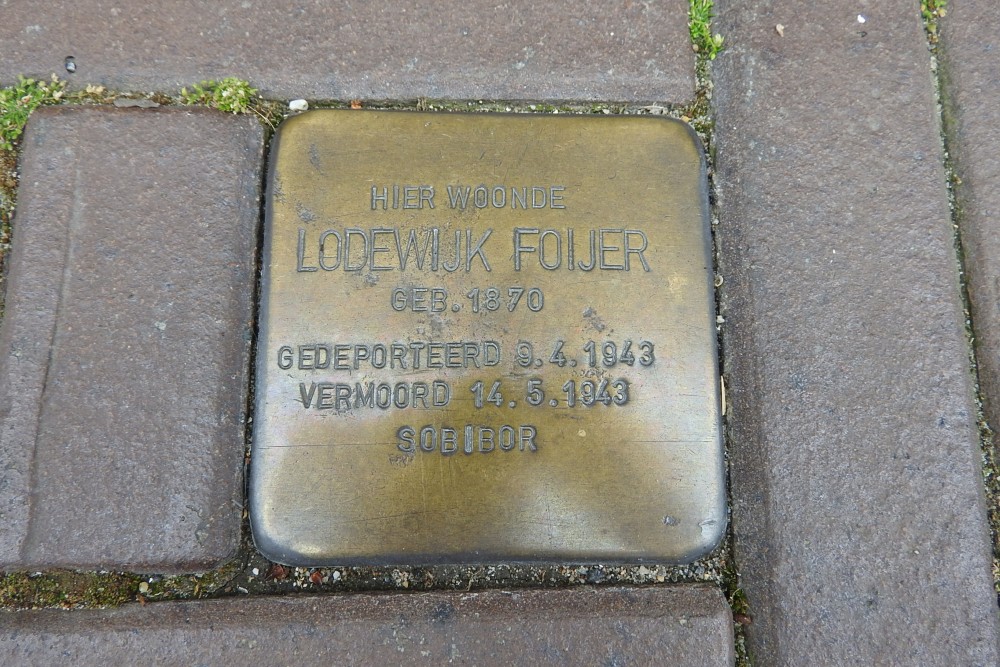 HIER WOONDE
LODEWIJK FOIJER
GEB. 1870
GEDEPORTEERD 9.4.1943
VERMOORD 14.5.1943
SOBIBOR